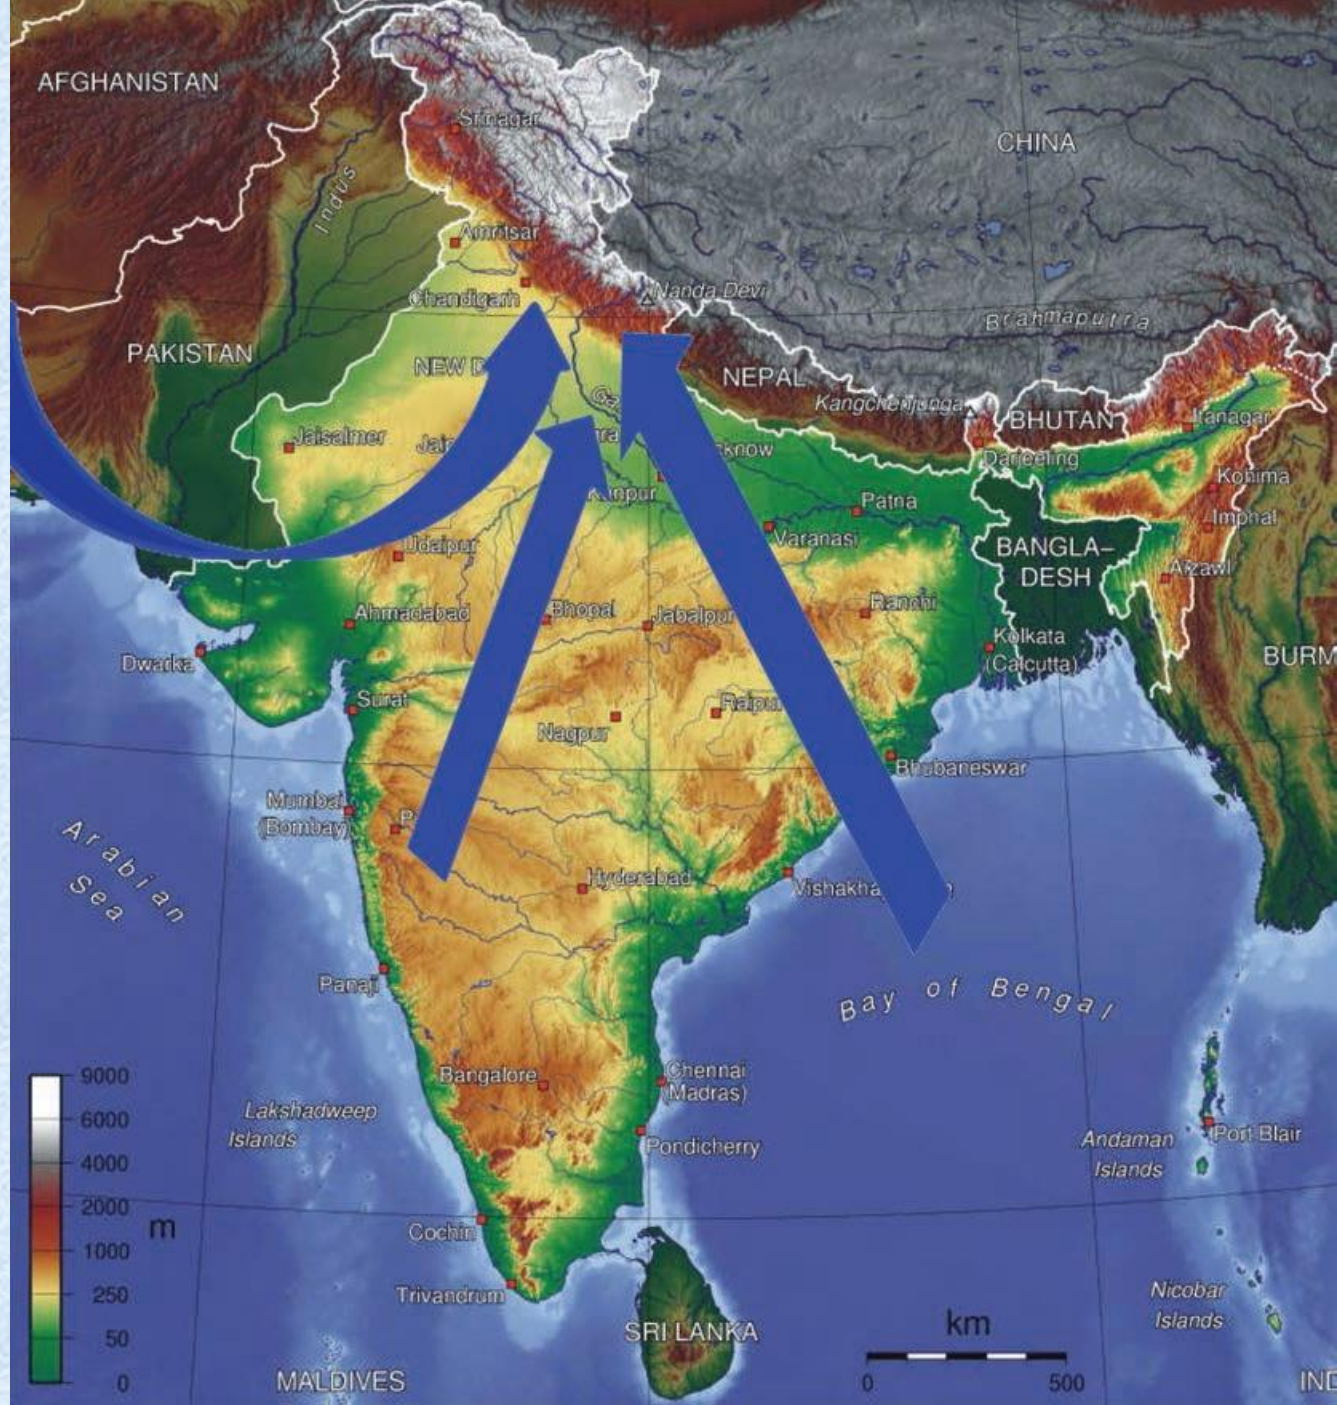 AFGHANISTAN
CHINA
Srinagar
Indus
Amritsar
Chandigarh
Nanda Devi
Brahmaputra
PAKISTAN
NEW D
NEPAL
Kangchenjunga
BHUTAN
Itanagar
Jaisalmer
Darjeeling
Kohima
Patna
Imphal
Varanasi
BANGLA–
DESH
Udaipur
Aizawl
Ahmadabad
Bhopal
Jabalpur
Ranchi
Kolkata
(Calcutta)
Dwarka
BURM
Surat
Nagpur
Bhubaneswar
Mumbai
(Bombay)
Arabian
Sea
Hyderabad
Vishakha
Panaji
Bay of Bengal
Bangalore
Chennai
(Madras)
Lakshadweep
Islands
Pondicherry
Andaman
Islands
Port Blair
9000
6000
4000
2000
m
1000
250
50
0
Cochin
Trivandrum
Nicobar
Islands
SRI LANKA
km
0
500
MALDIVES
IND